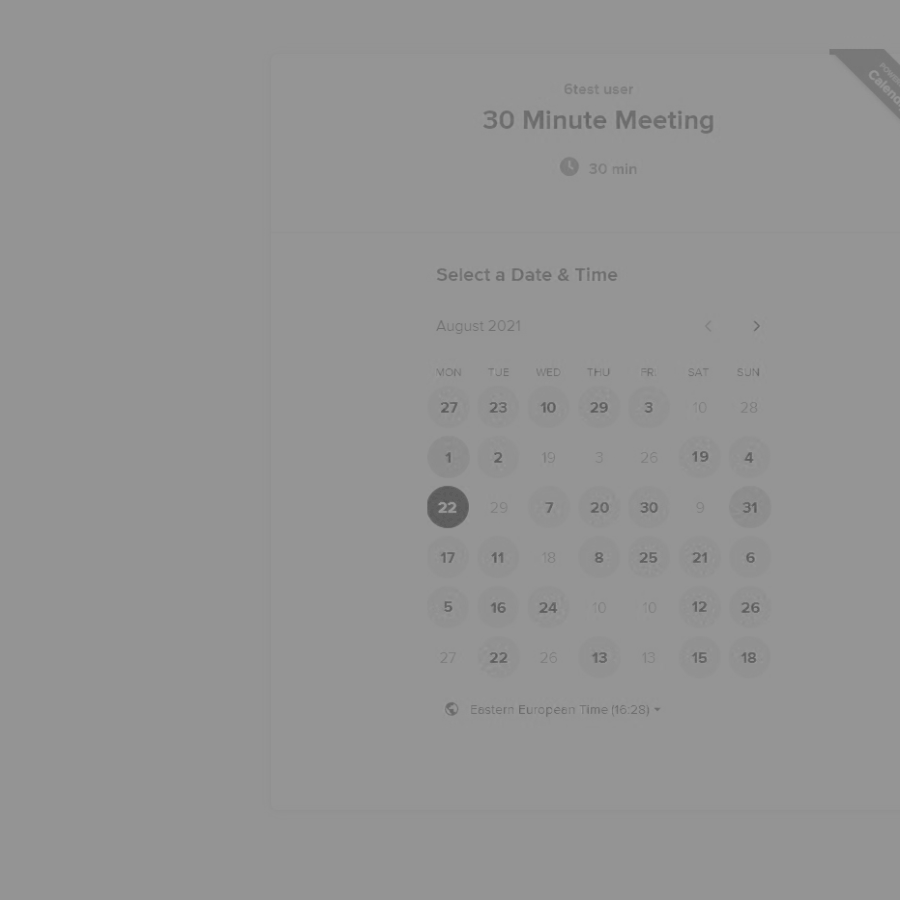 POWERED
Calend
6test user
30 Minute Meeting
30 min
Select a Date & Time
August 2021
MON TUE WED THU FRI SAT SUN
27 23 10 29 3 10 28
1 2 19 3 26 19 4
22 29 7 20 30 9 31
17 11 18 8 25 21 6
5 16 24 10 10 12 26
27 22 26 13 13 15 18
Eastern European Time (16:28)